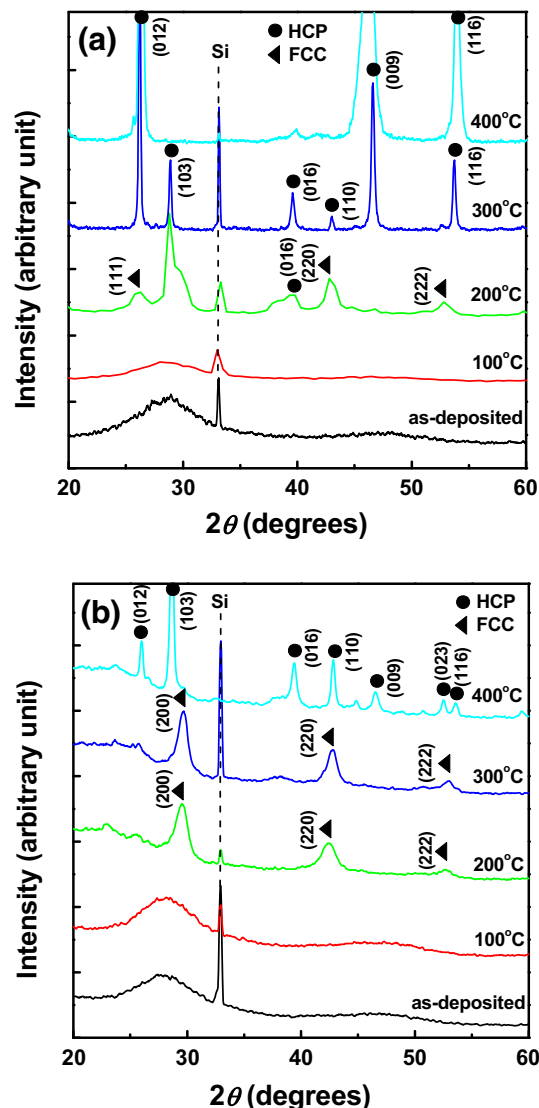 (a)
HCP
FCC
Si
(012)
(116)
(009)
400°C
(103)
(016)
(110)
(116)
300°C
(111)
(016)
(220)
(222)
200°C
100°C
as-deposited
Intensity (arbitrary unit)
20 30 40 50 60
2θ (degrees)
(b)
HCP
FCC
Si
(012)
(103)
(016)
(110)
(009)
(023)
(116)
400°C
(200)
(220)
(222)
300°C
(200)
(220)
(222)
200°C
100°C
as-deposited
Intensity (arbitrary unit)
20 30 40 50 60
2θ (degrees)